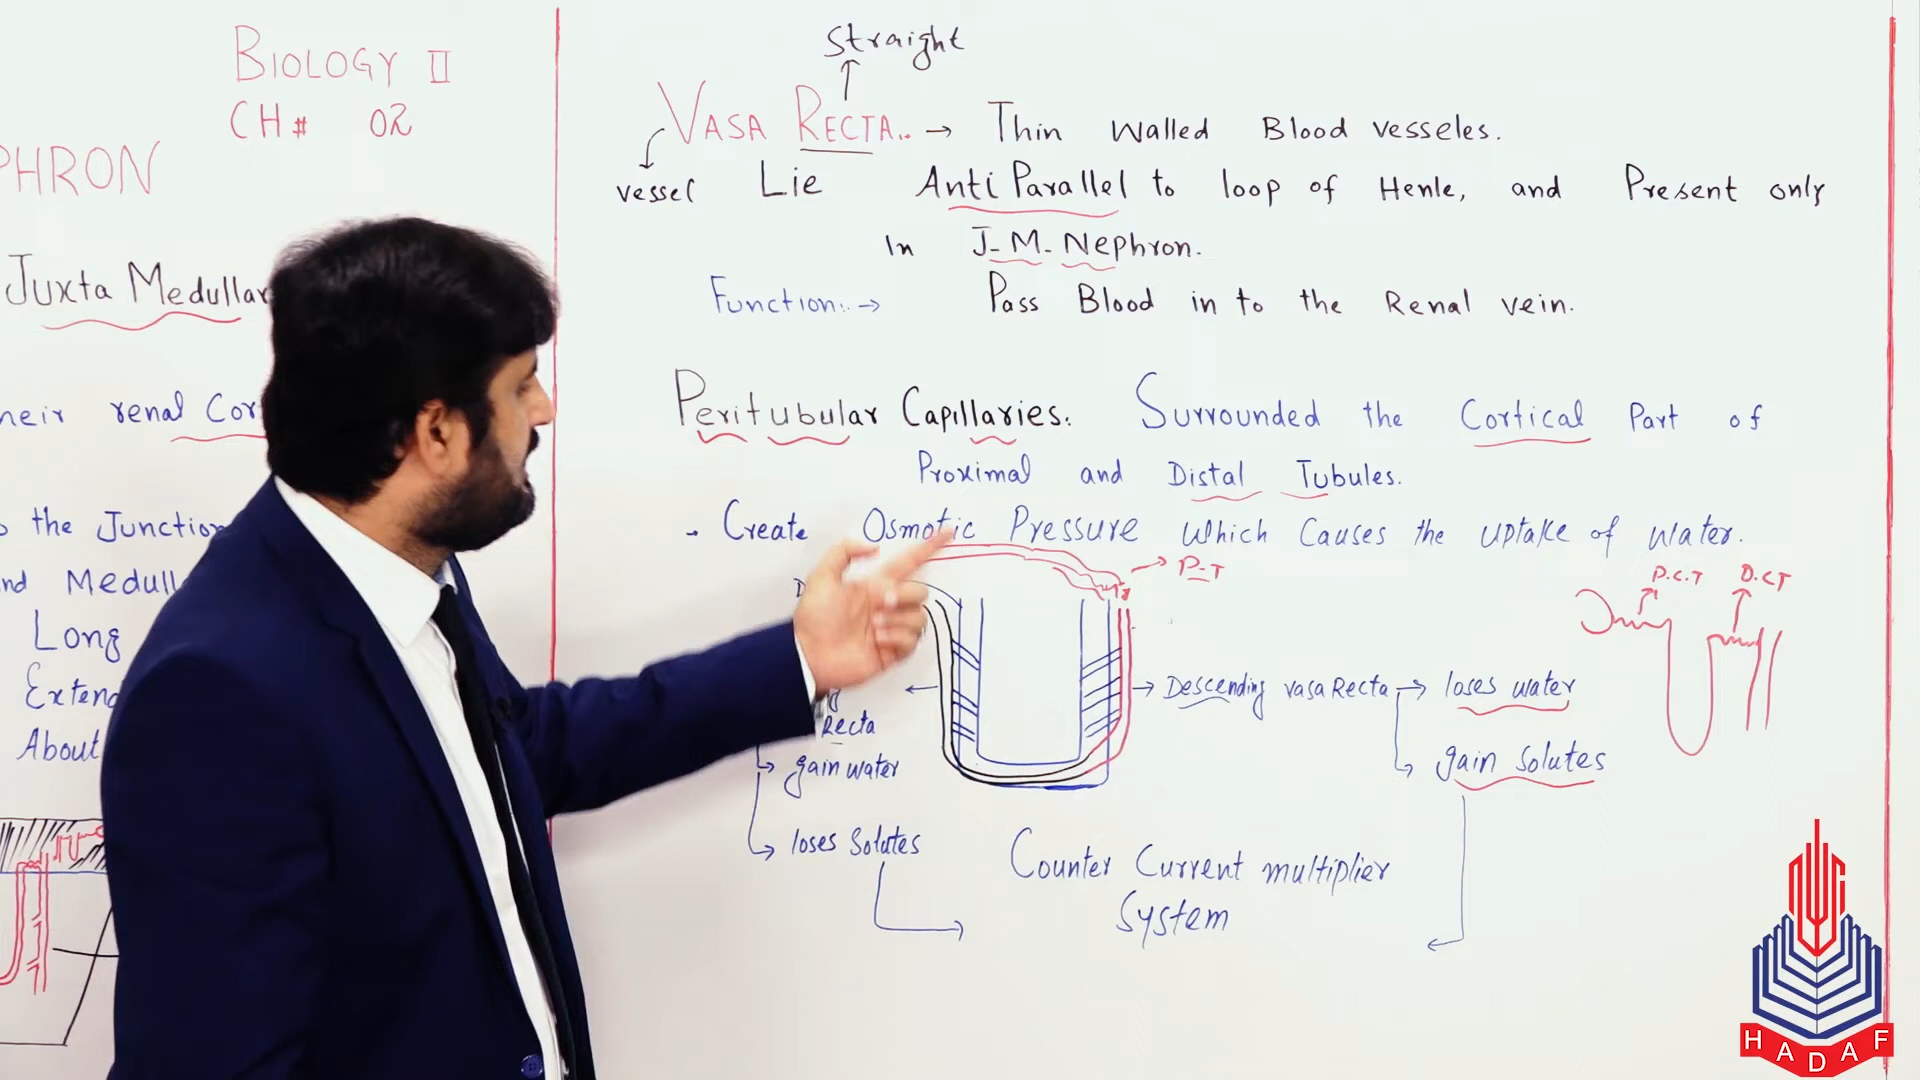 BIOLOGY II
CH# 02
PHRON
Juxta Medullar
heir renal Cor
the Junction
nd Medull
Long
Extend
About
Straight
VASA RECTA.. → Thin Walled Blood vesseles.
vessel Lie Anti Parallel to loop of Henle, and Present only
In J-M-Nephron.
Function:→ Pass Blood in to the Renal vein.
Peritubular Capillaries. Surrounded the Cortical Part of
Proximal and Distal Tubules.
. Create Osmotic Pressure Which Causes the uptake of water.
P-T
P.C.T D.CT
Descending vasa Recta → loses water
gain solutes
Recta
gain water
loses Solutes
Counter Current multiplier
System
HADAF